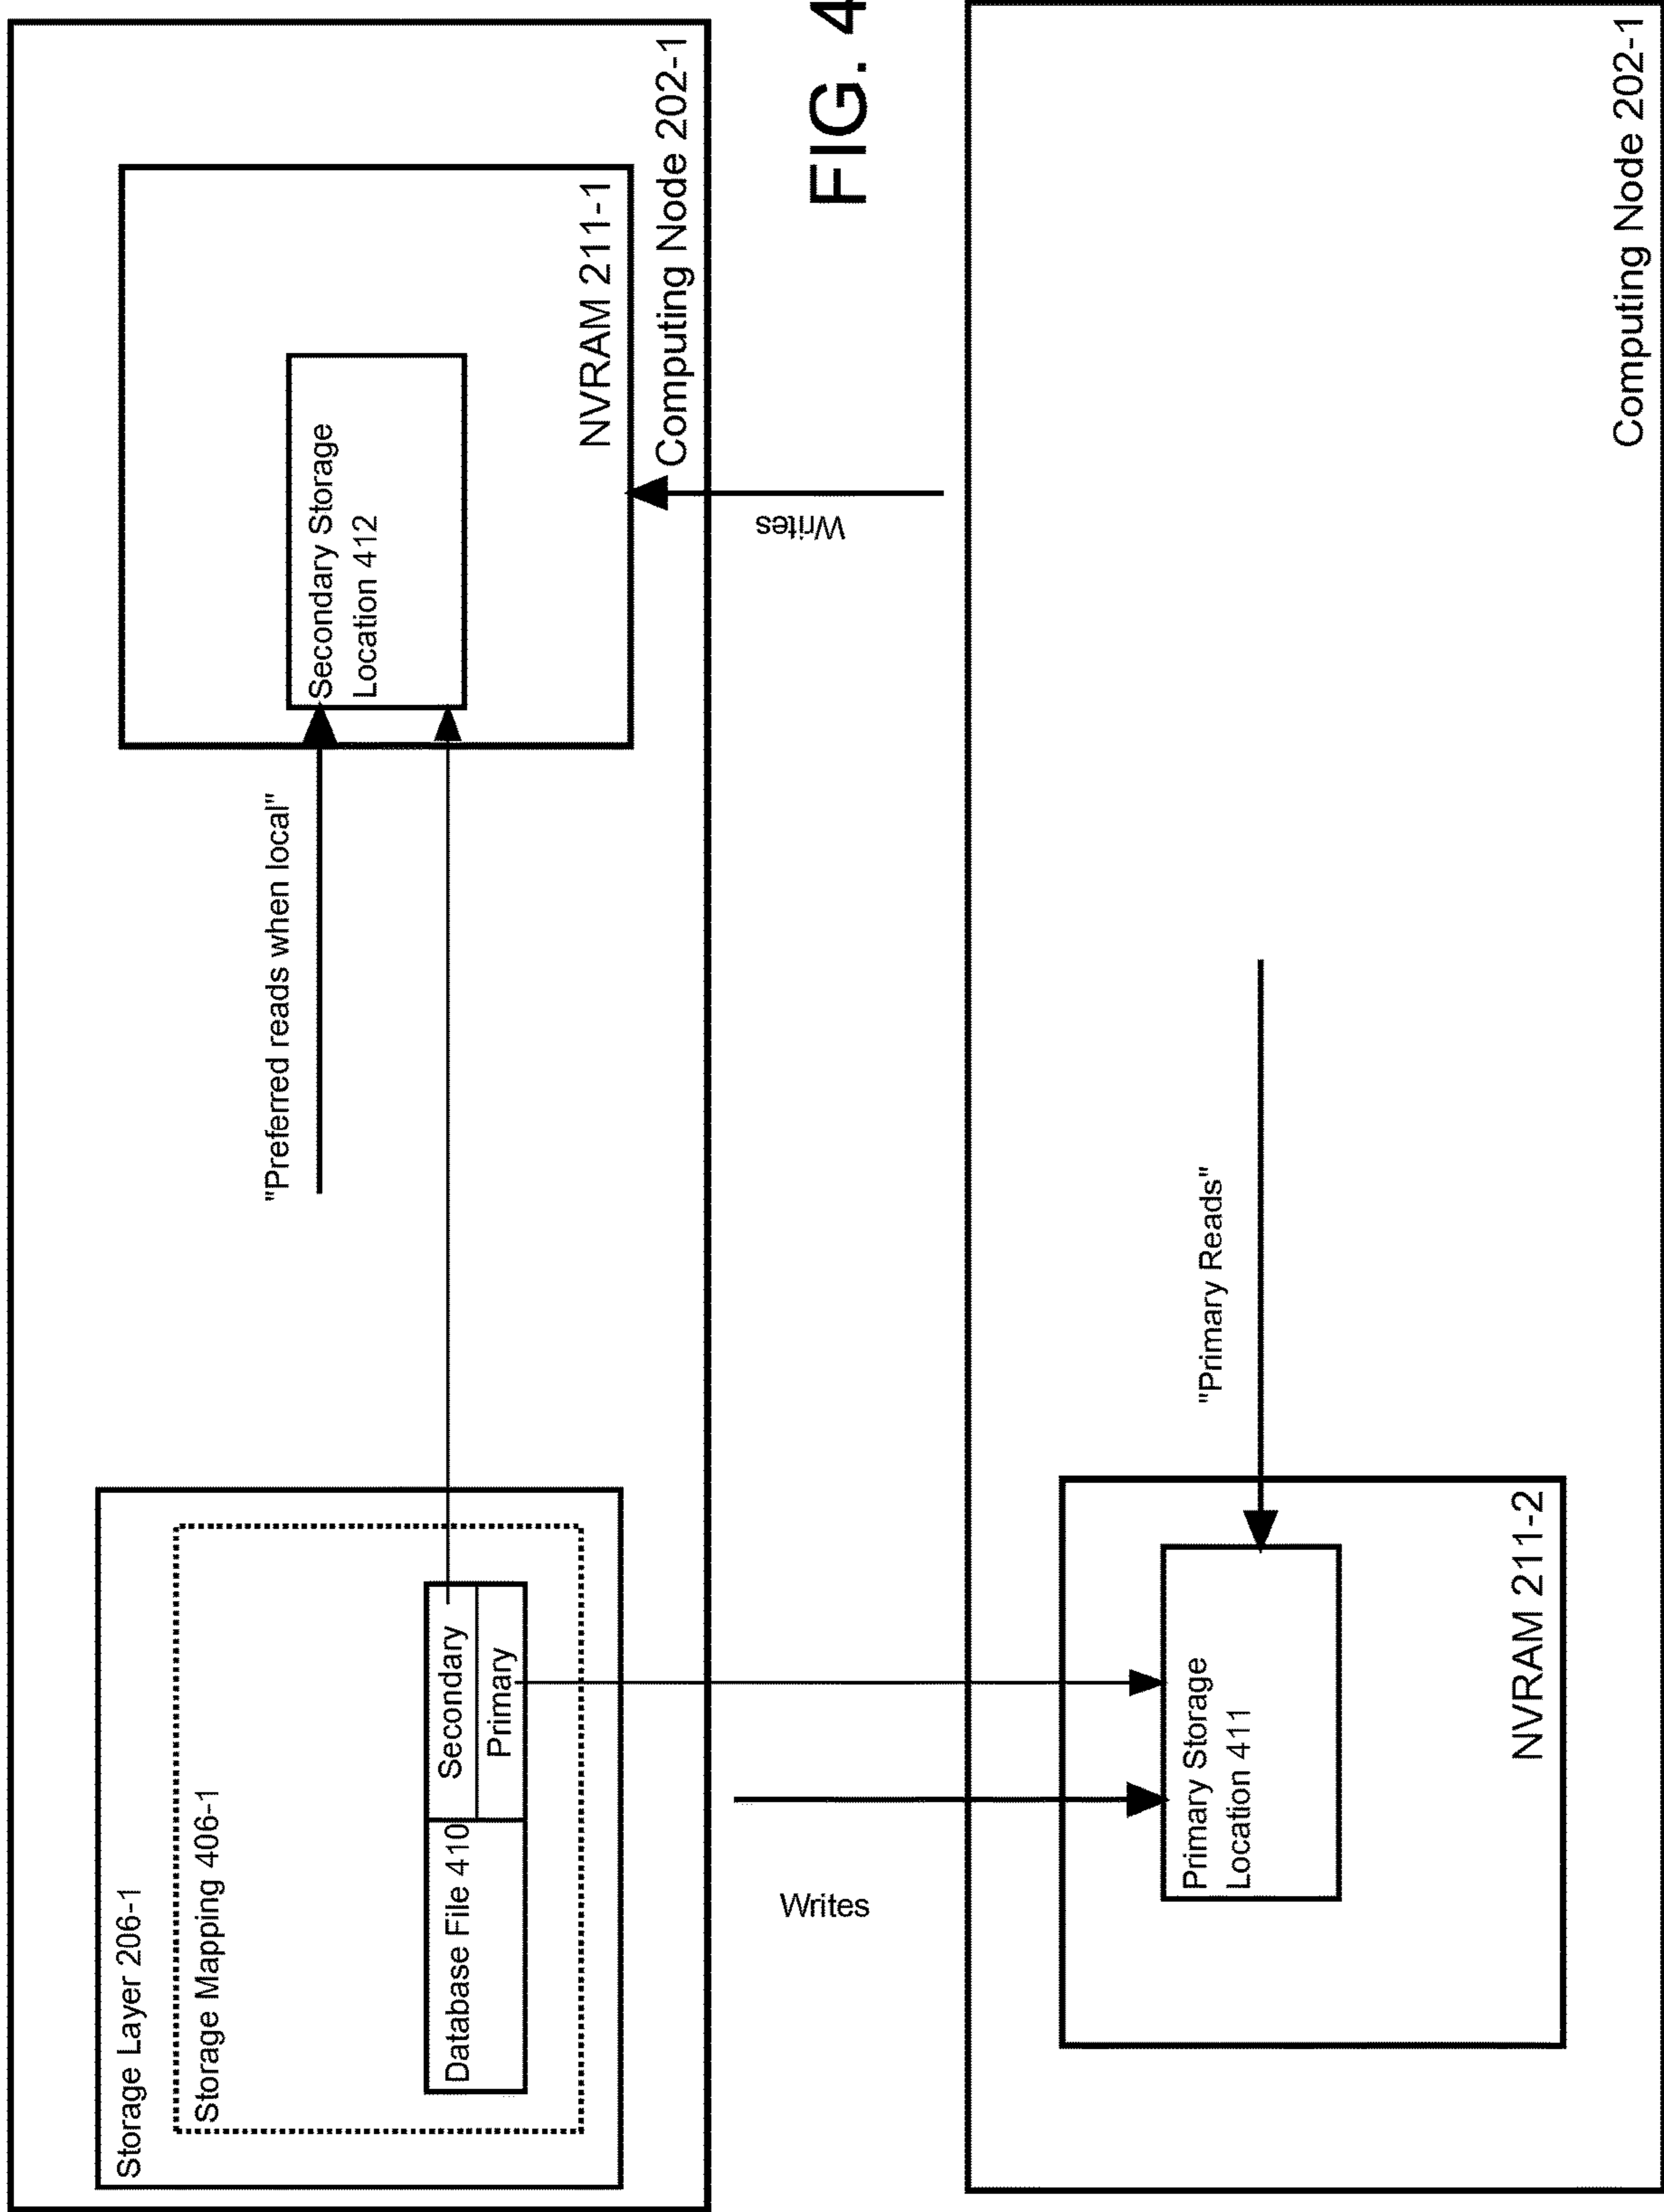 Storage Layer 206-1
Storage Mapping 406-1
Database File 410
Secondary
Primary
"Preferred reads when local"
Secondary Storage
Location 412
NVRAM 211-1
Computing Node 202-1
Writes
Writes
FIG. 4
Primary Storage
Location 411
"Primary Reads"
NVRAM 211-2
Computing Node 202-1